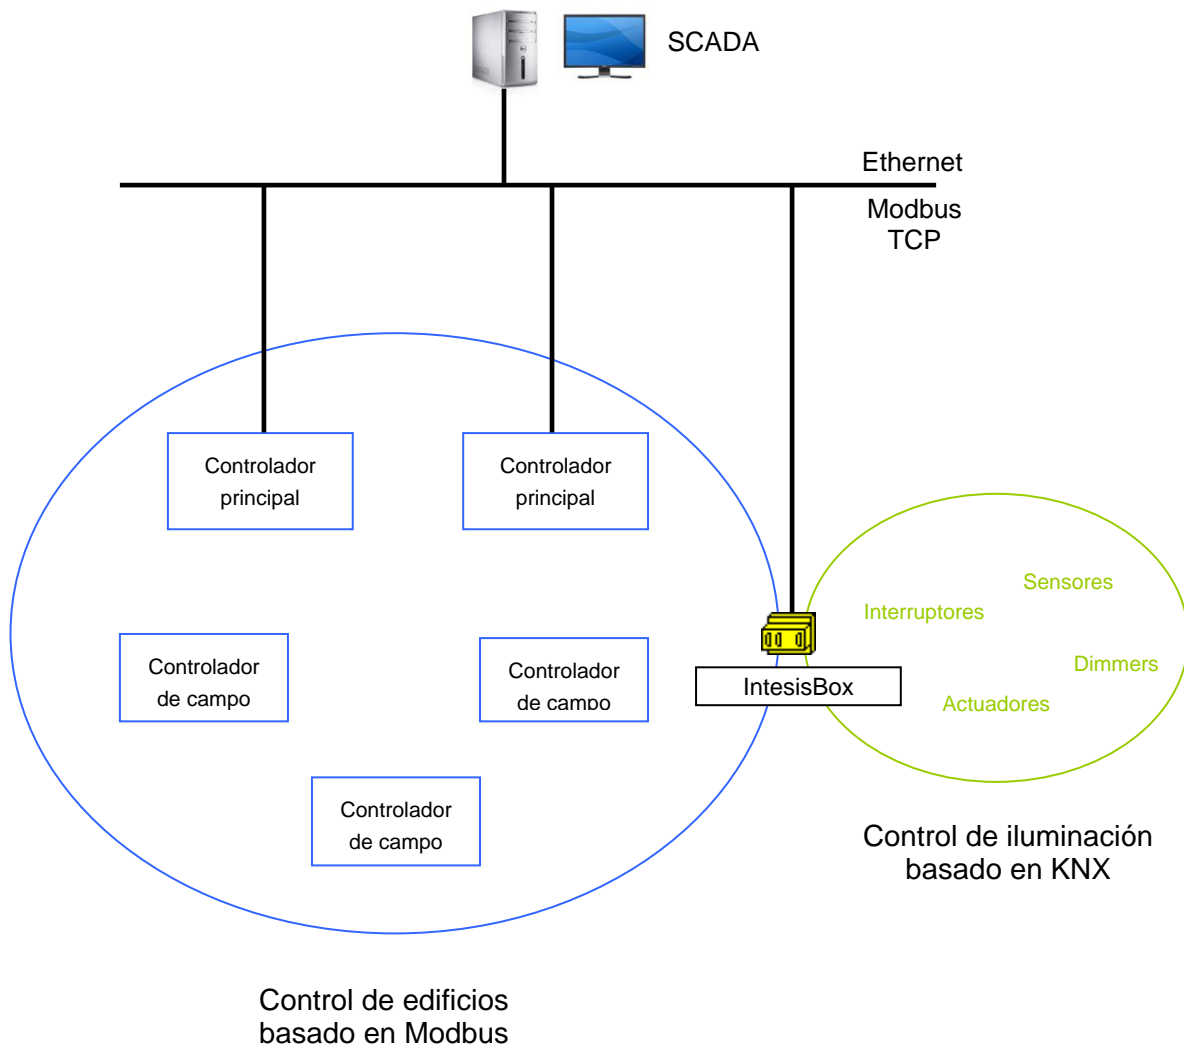 SCADA
Ethernet
Modbus
TCP
Controlador
principal
Controlador
principal
Sensores
Interruptores
Controlador
de campo
Controlador
de campo
Dimmers
IntesisBox
Actuadores
Controlador
de campo
Control de iluminación
basado en KNX
Control de edificios
basado en Modbus